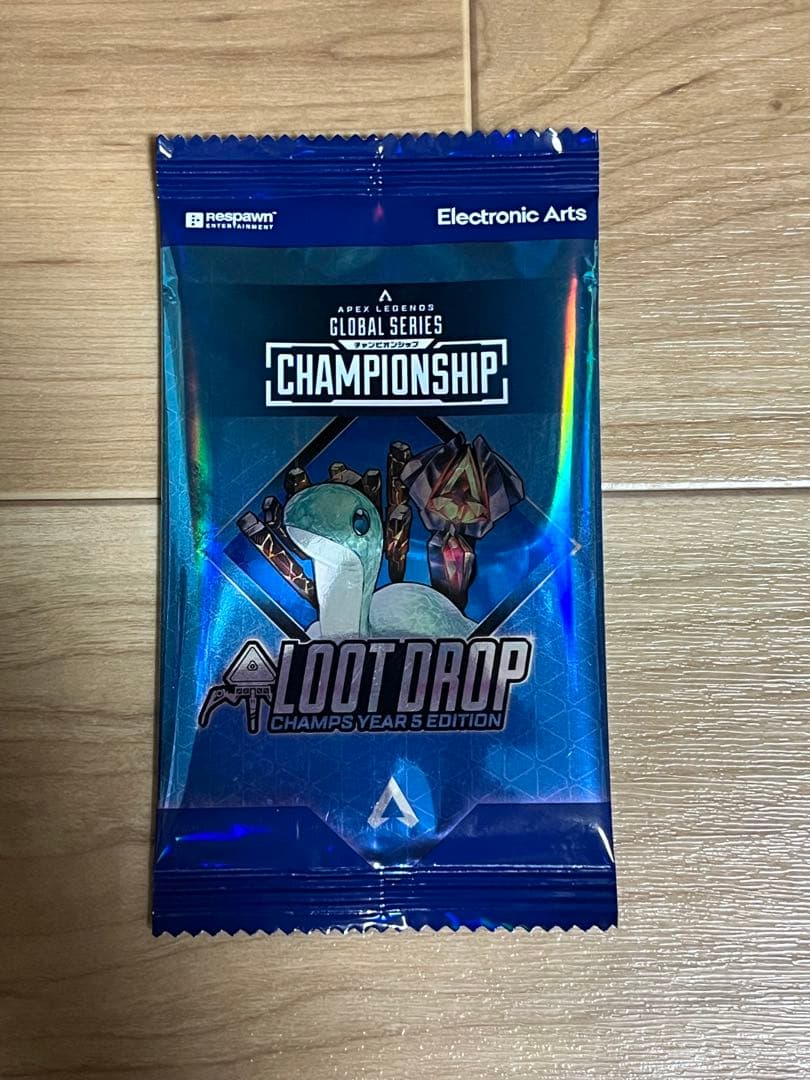 Respawn™
ENTERTAINMENT
Electronic Arts
APEX LEGENDS
GLOBAL SERIES
チャンピオンシップ
CHAMPIONSHIP
LOOT DROP
CHAMPS YEAR 5 EDITION